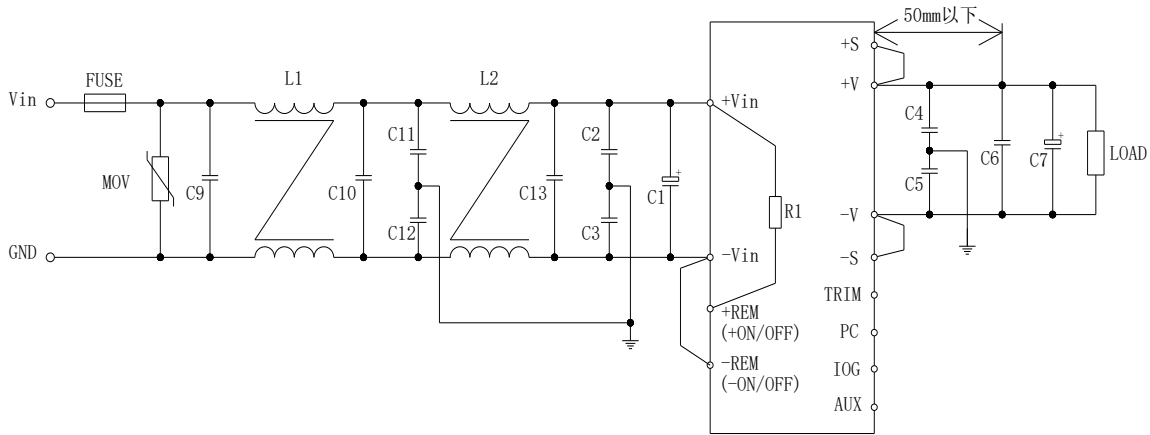 50mm以下
+S
FUSE
L1
L2
+V
Vin
+Vin
C11
C2
C4
C6
C7
LOAD
MOV
C9
C10
C13
C1
C5
R1
C12
C3
-V
GND
-Vin
-S
TRIM
+REM
(+ON/OFF)
PC
-REM
(-ON/OFF)
IOG
AUX
+
+